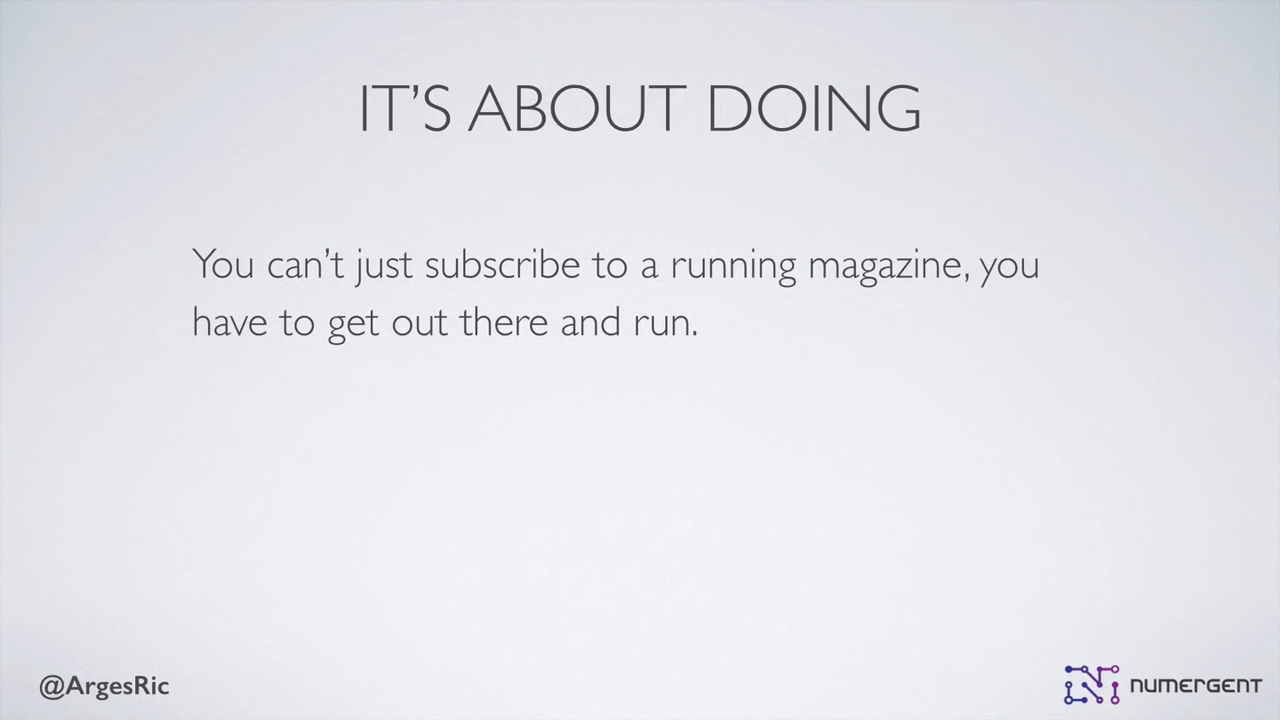 IT’S ABOUT DOING
You can’t just subscribe to a running magazine, you
have to get out there and run.
@ArgesRic
NUMERGENT